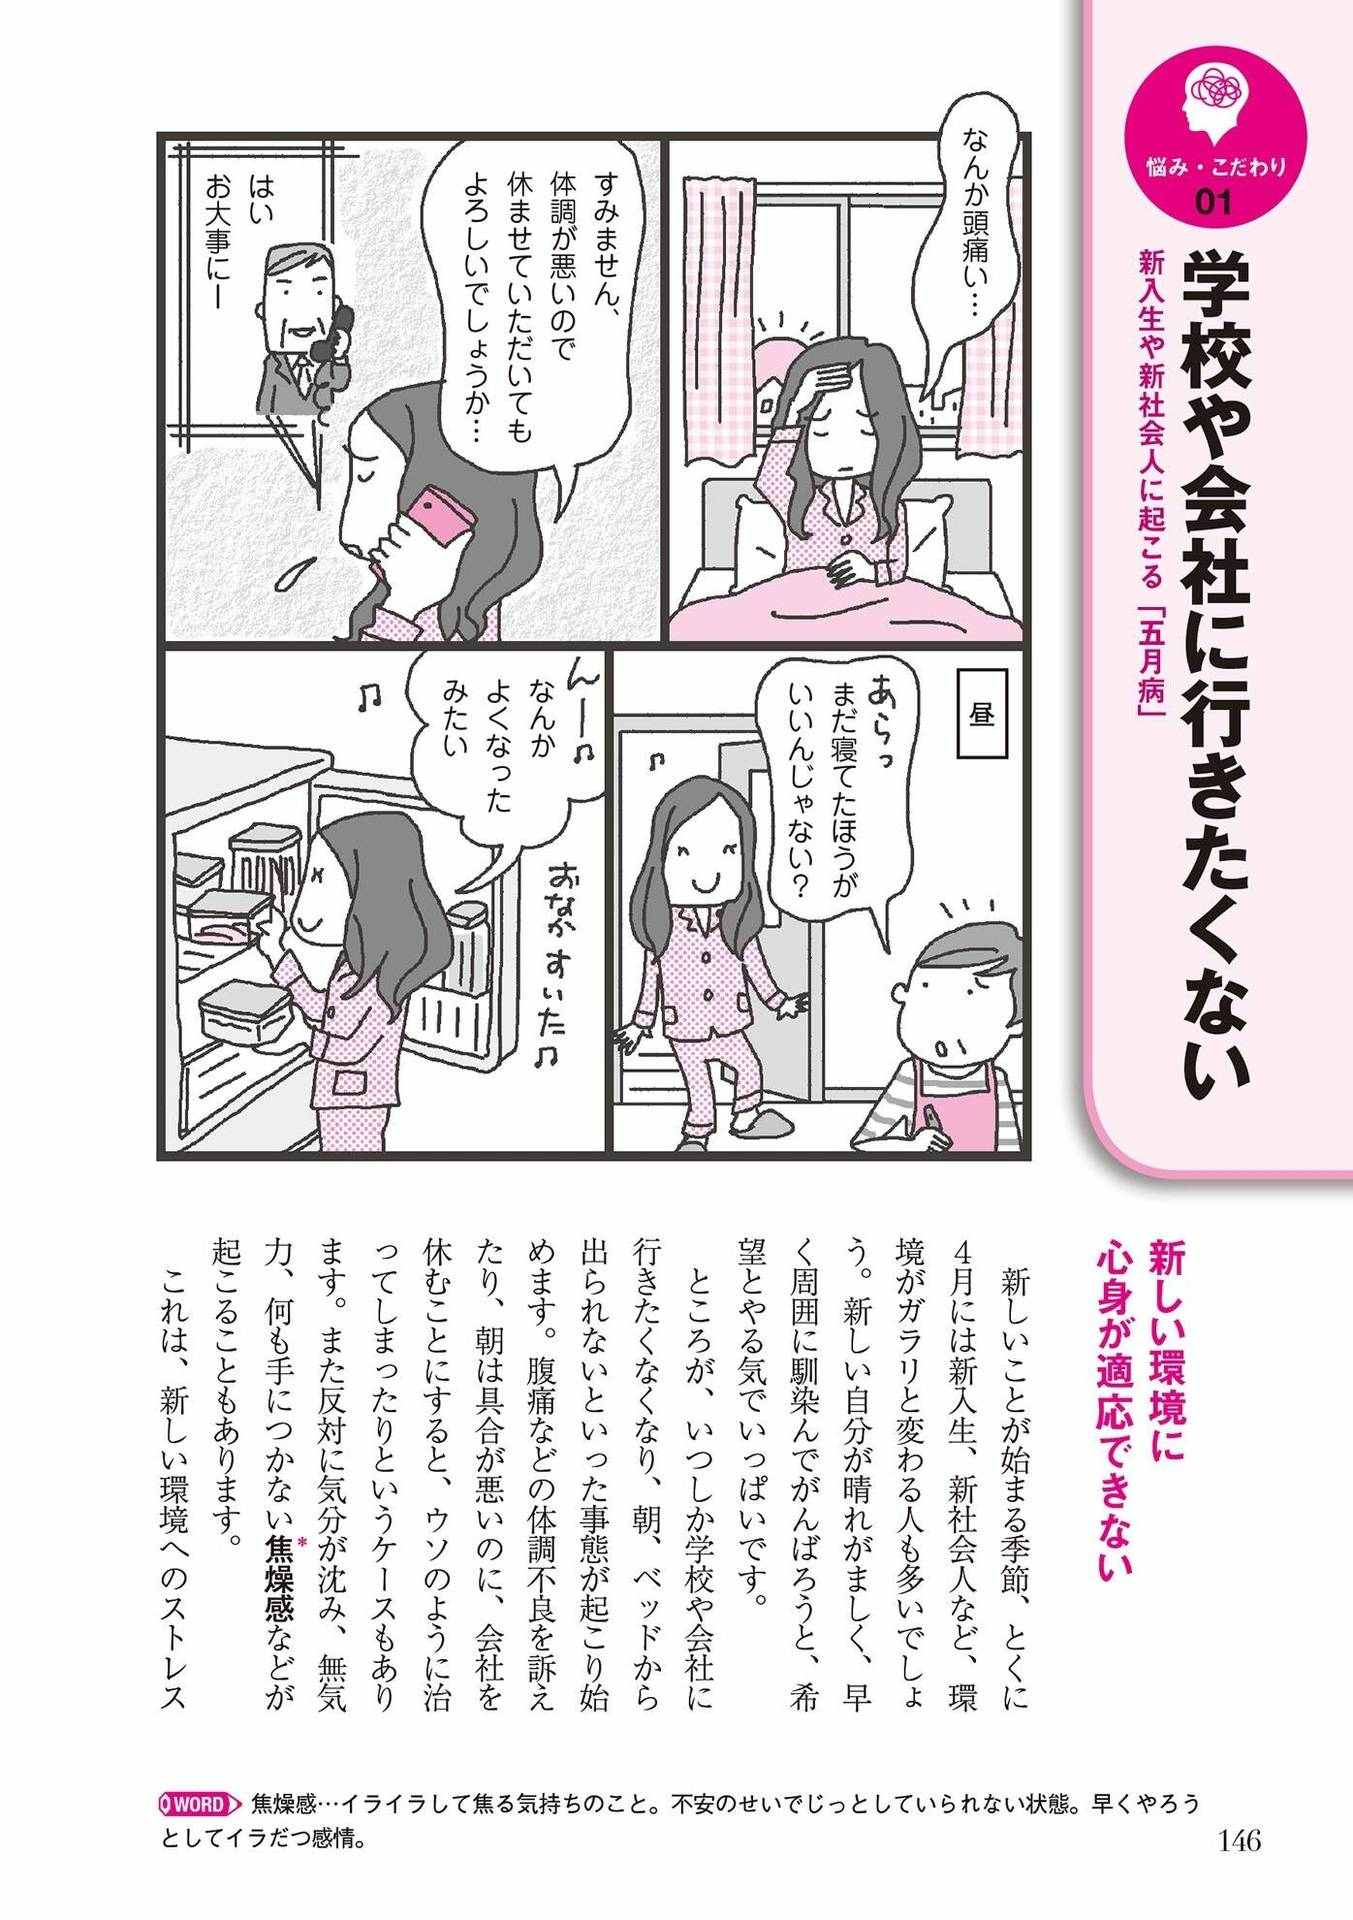 悩み・こだわり
01
学校や会社に行きたくない
新入生や新社会人に起こる「五月病」
なんか頭痛い…
すみません、
体調が悪いので
休ませていただいても
よろしいでしょうか…
はい
お大事にー
昼
あらっ
まだ寝てたほうが
いいんじゃない？
んー♫
なんか
よくなった
みたい
おなかすいた♫
新しい環境に
心身が適応できない
新しいことが始まる季節、とくに
4月には新入生、新社会人など、環
境がガラリと変わる人も多いでしょ
う。新しい自分が晴れがましく、早
く周囲に馴染んでがんばろうと、希
望とやる気でいっぱいです。
ところが、いつしか学校や会社に
行きたくなくなり、朝、ベッドから
出られないといった事態が起こり始
めます。腹痛などの体調不良を訴え
たり、朝は具合が悪いのに、会社を
休むことにすると、ウソのように治
ってしまったりというケースもあり
ます。また反対に気分が沈み、無気
力、何も手につかない焦燥感*などが
起こることもあります。
これは、新しい環境へのストレス
WORD 焦燥感…イライラして焦る気持ちのこと。不安のせいでじっとしていられない状態。早くやろう
としてイラだつ感情。
146